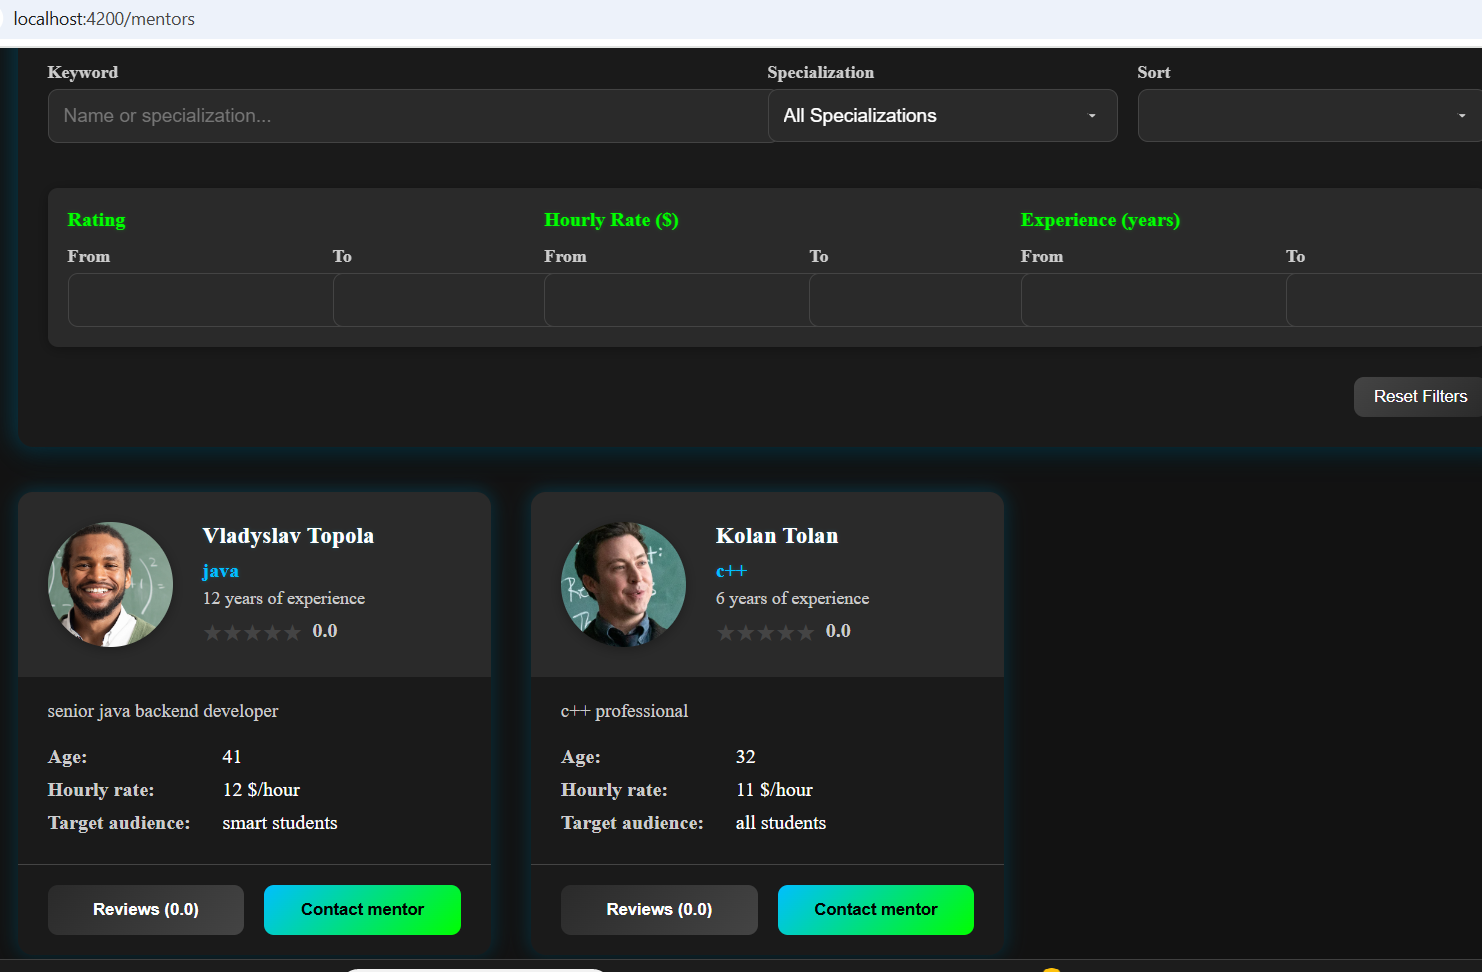 localhost:4200/mentors
Keyword
Specialization
Sort
Name or specialization...
All Specializations
Rating
Hourly Rate ($)
Experience (years)
From
To
From
To
From
To
Reset Filters
Vladyslav Topola
java
12 years of experience
0.0
senior java backend developer
Age: 41
Hourly rate: 12 $/hour
Target audience: smart students
Reviews (0.0)
Contact mentor
Kolan Tolan
c++
6 years of experience
0.0
c++ professional
Age: 32
Hourly rate: 11 $/hour
Target audience: all students
Reviews (0.0)
Contact mentor